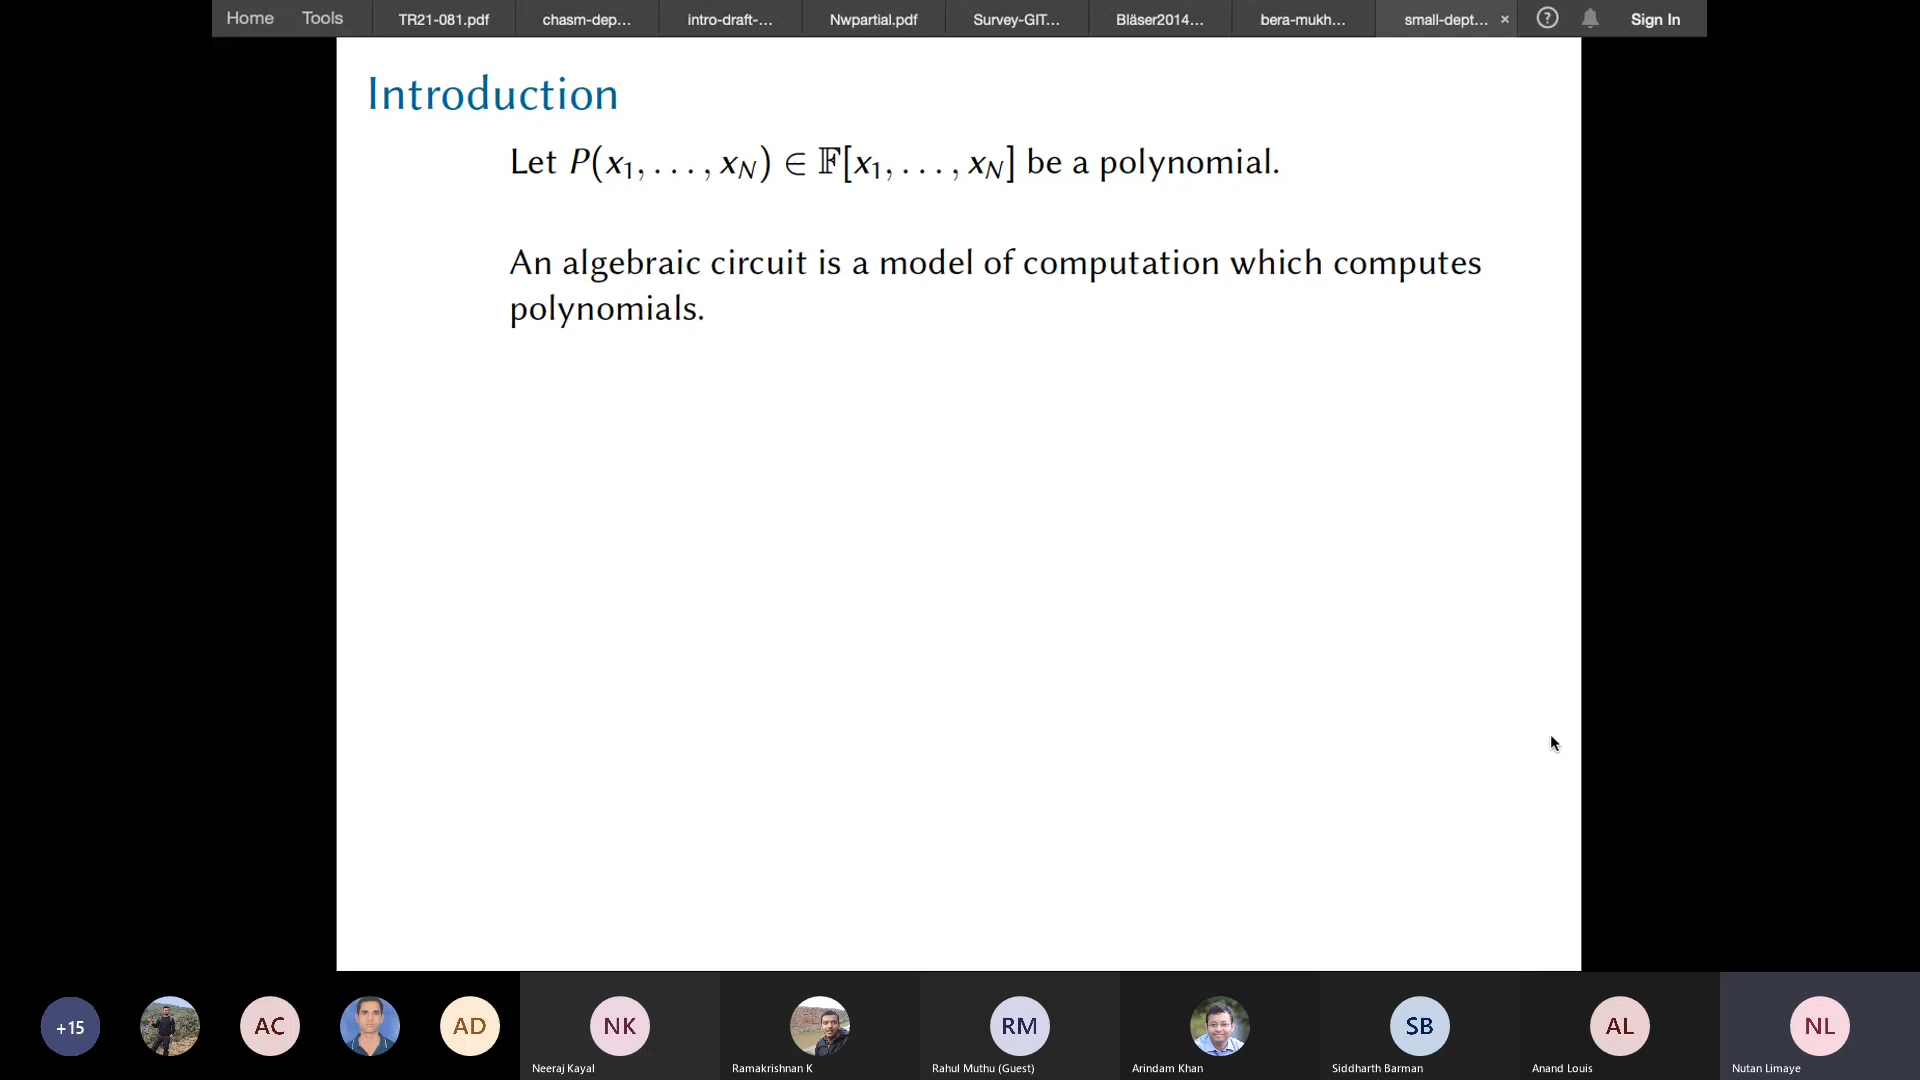 Home Tools TR21-081.pdf chasm-dep... intro-draft-... Nwpartial.pdf Survey-GIT... Bläser2014... bera-mukh... small-dept... × ? Sign In
Introduction
Let P(x₁, . . . , x_N) ∈ 𝔽[x₁, . . . , x_N] be a polynomial.
An algebraic circuit is a model of computation which computes
polynomials.
+15 AC AD NK RM SB AL NL
Neeraj Kayal Ramakrishnan K Rahul Muthu (Guest) Arindam Khan Siddharth Barman Anand Louis Nutan Limaye